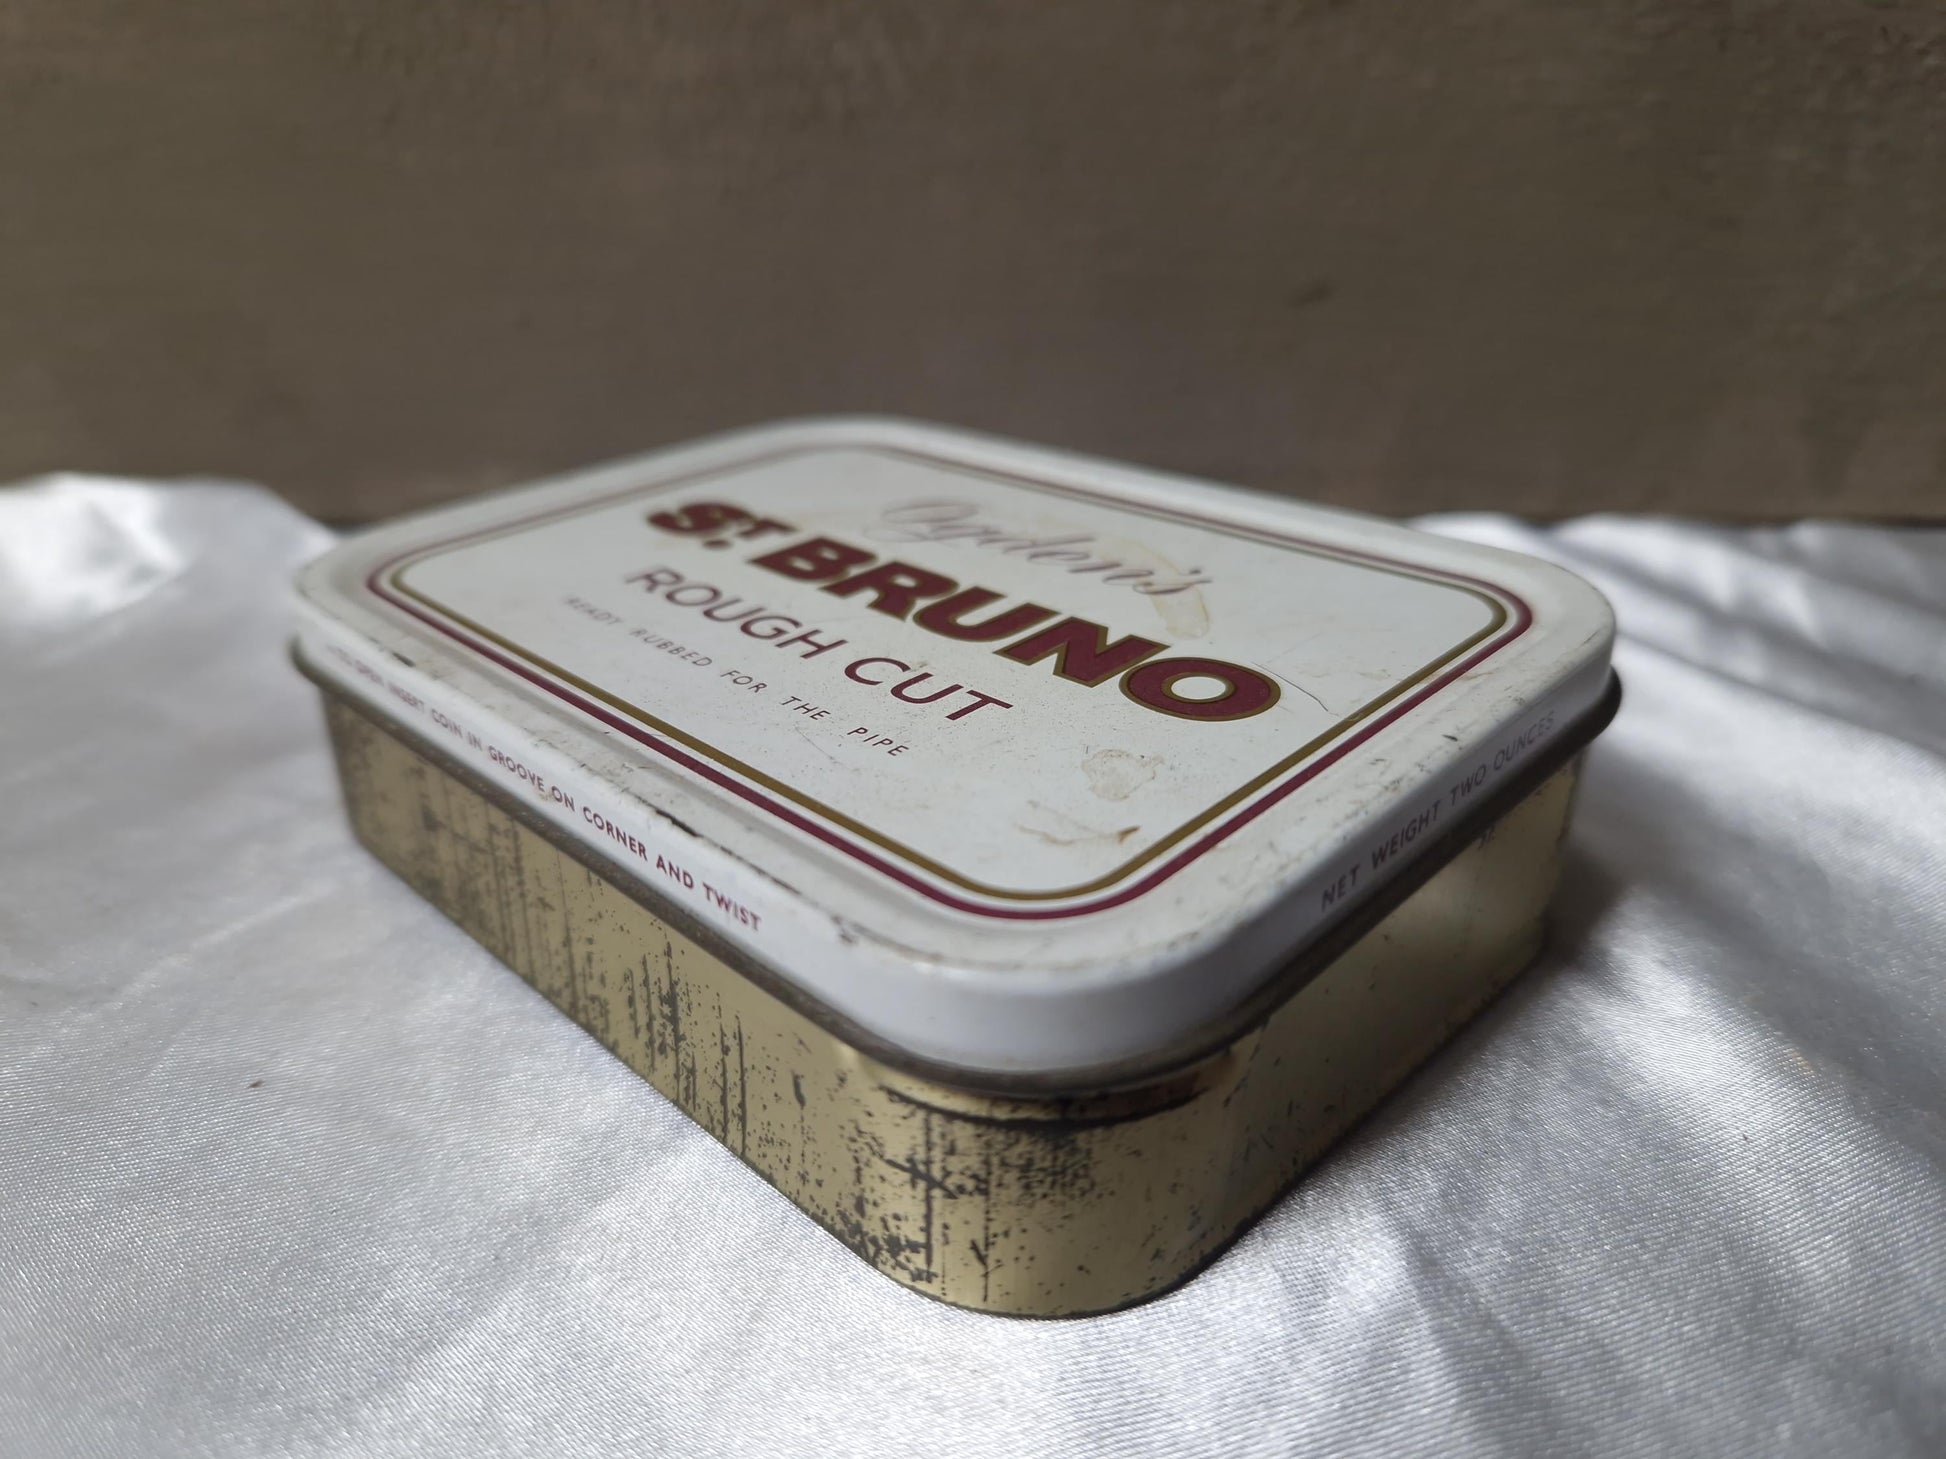 Ogden's
ST. BRUNO
ROUGH CUT
READY RUBBED FOR THE PIPE
TO OPEN INSERT COIN IN GROOVE ON CORNER AND TWIST
NET WEIGHT TWO OUNCES